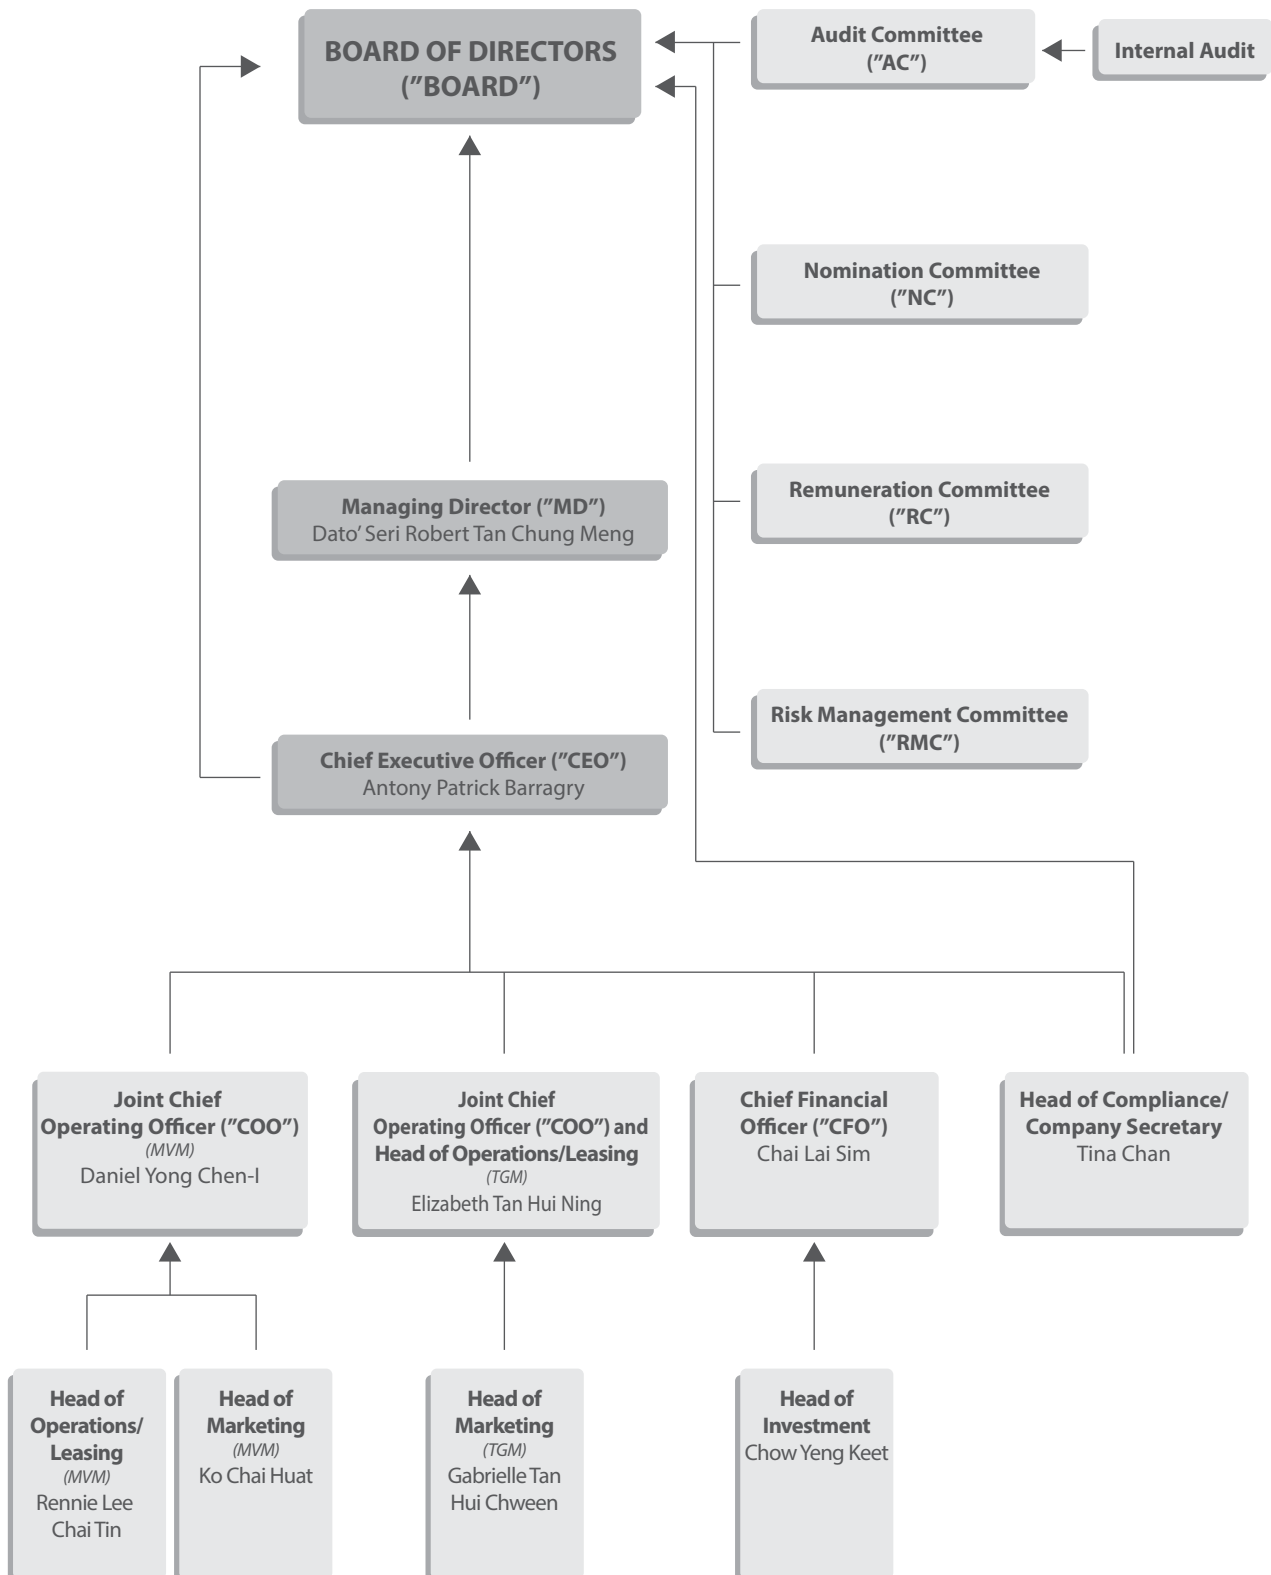 BOARD OF DIRECTORS
(”BOARD”)
Audit Committee
(”AC”)
Internal Audit
Nomination Committee
(”NC”)
Remuneration Committee
(”RC”)
Managing Director (”MD”)
Dato’ Seri Robert Tan Chung Meng
Risk Management Committee
(”RMC”)
Chief Executive Officer (”CEO”)
Antony Patrick Barragry
Joint Chief
Operating Officer (”COO”)
(MVM)
Daniel Yong Chen-I
Joint Chief
Operating Officer (”COO”) and
Head of Operations/Leasing
(TGM)
Elizabeth Tan Hui Ning
Chief Financial
Officer (”CFO”)
Chai Lai Sim
Head of Compliance/
Company Secretary
Tina Chan
Head of
Operations/
Leasing
(MVM)
Rennie Lee
Chai Tin
Head of
Marketing
(MVM)
Ko Chai Huat
Head of
Marketing
(TGM)
Gabrielle Tan
Hui Chween
Head of
Investment
Chow Yeng Keet